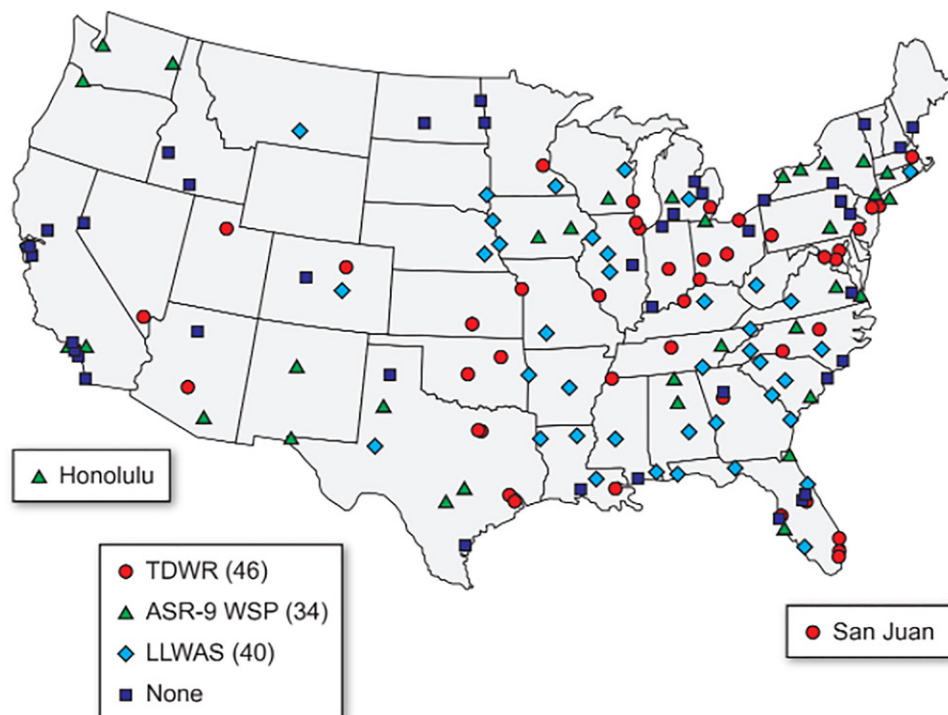 Honolulu
TDWR (46)
ASR-9 WSP (34)
LLWAS (40)
None
San Juan